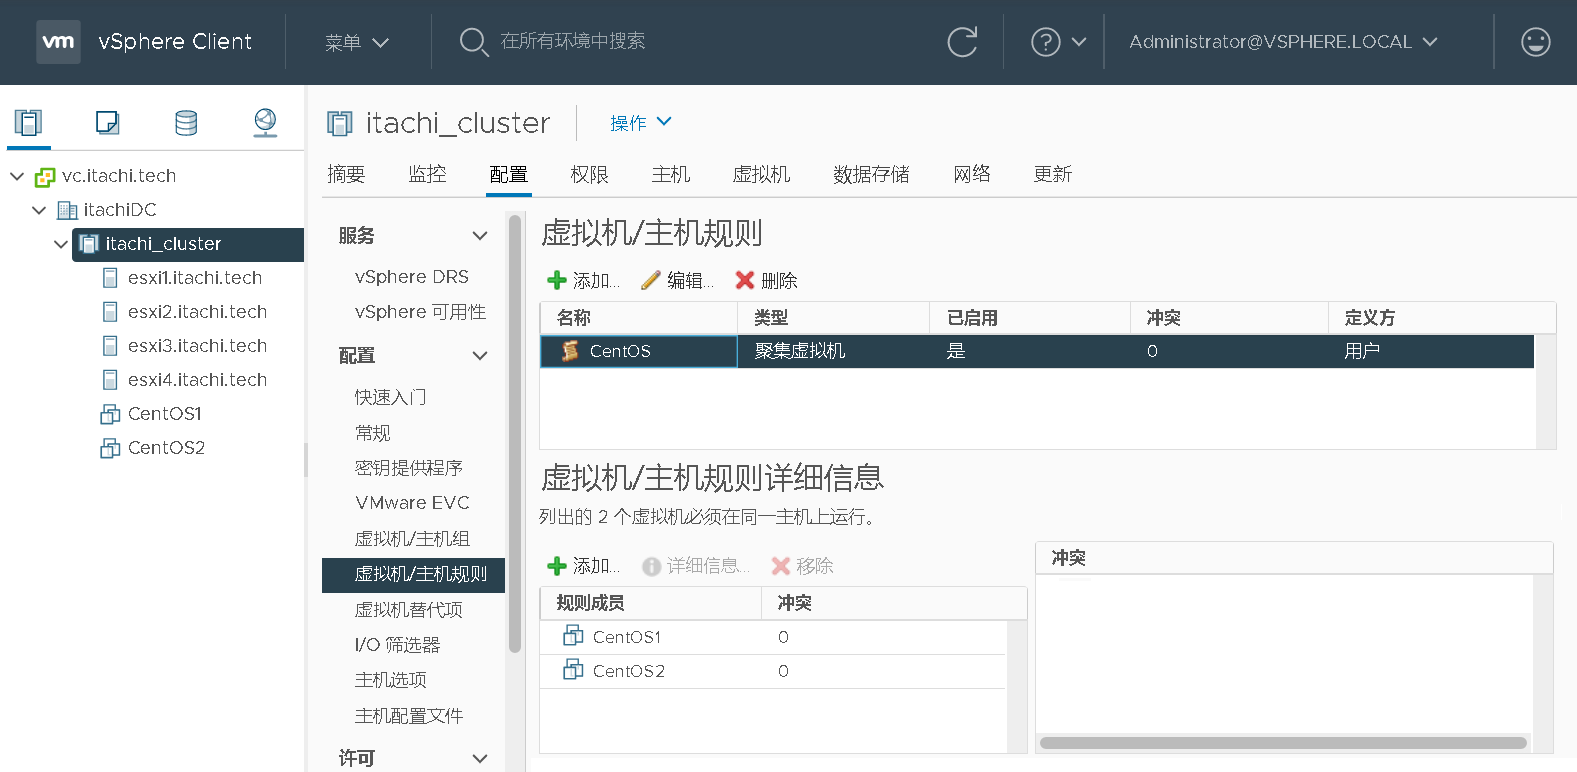 vm vSphere Client 菜单 在所有环境中搜索 Administrator@VSPHERE.LOCAL
vc.itachi.tech
itachiDC
itachi_cluster
esxi1.itachi.tech
esxi2.itachi.tech
esxi3.itachi.tech
esxi4.itachi.tech
CentOS1
CentOS2
itachi_cluster 操作
摘要 监控 配置 权限 主机 虚拟机 数据存储 网络 更新
服务
vSphere DRS
vSphere 可用性
配置
快速入门
常规
密钥提供程序
VMware EVC
虚拟机/主机组
虚拟机/主机规则
虚拟机替代项
I/O 筛选器
主机选项
主机配置文件
许可
虚拟机/主机规则
添加... 编辑... 删除
名称 类型 已启用 冲突 定义方
CentOS 聚集虚拟机 是 0 用户
虚拟机/主机规则详细信息
列出的 2 个虚拟机必须在同一主机上运行。
添加... 详细信息... 移除
规则成员 冲突
CentOS1 0
CentOS2 0
冲突